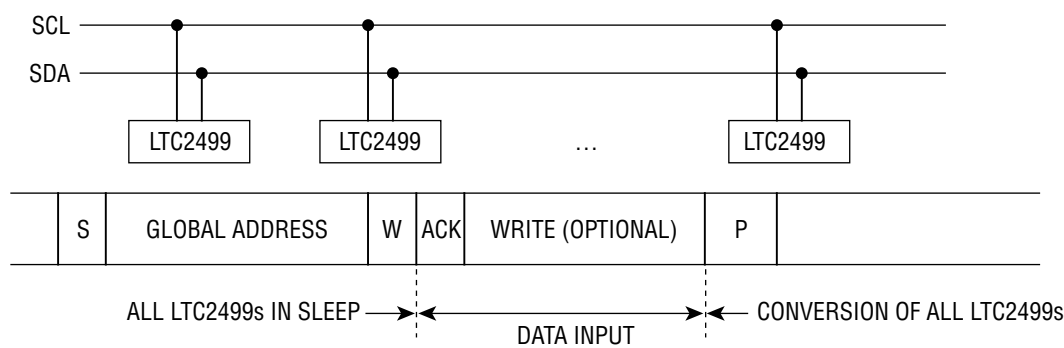 SCL
SDA
LTC2499 LTC2499 … LTC2499
S GLOBAL ADDRESS W ACK WRITE (OPTIONAL) P
ALL LTC2499s IN SLEEP DATA INPUT CONVERSION OF ALL LTC2499s